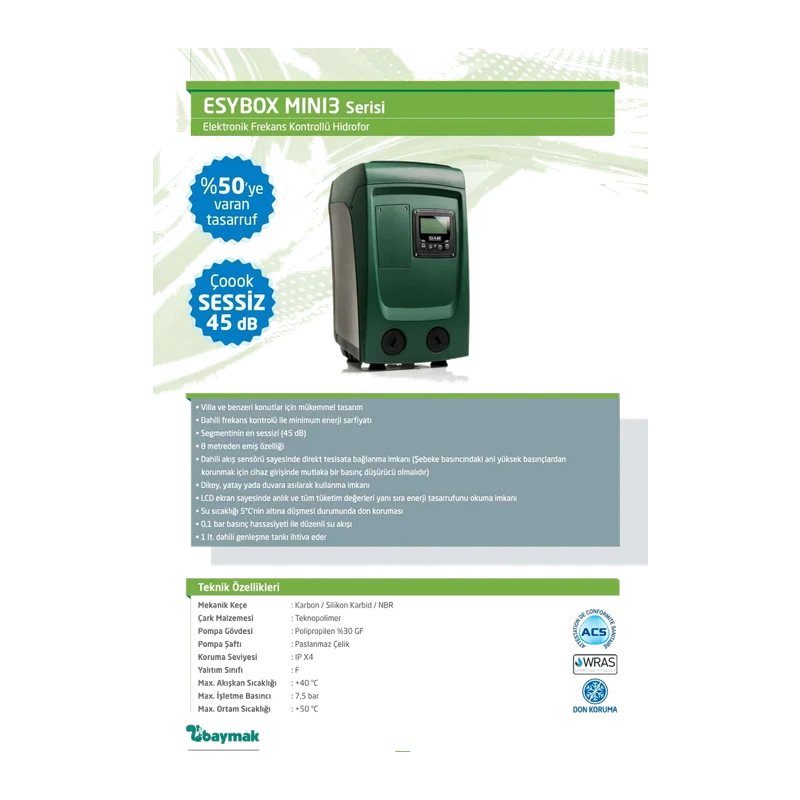 ESYBOX MINI3 Serisi
Elektronik Frekans Kontrollü Hidrofor
%50'ye
varan
tasarruf
Çoook
SESSİZ
45 dB
• Villa ve benzeri konutlar için mükemmel tasarım
• Dahili frekans kontrolü ile minimum enerji sarfiyatı
• Segmentinin en sessizi (45 dB)
• 8 metreden emiş özelliği
• Dahili akış sensörü sayesinde direkt tesisata bağlanma imkanı (Şebeke basıncındaki ani yüksek basınçlardan
korunmak için cihaz girişinde mutlaka bir basınç düşürücü olmalıdır)
• Dikey, yatay yada duvara asılarak kullanma imkanı
• LCD ekran sayesinde anlık ve tüm tüketim değerleri yanı sıra enerji tasarrufunu okuma imkanı
• Su sıcaklığı 5°C'nin altına düşmesi durumunda don koruması
• 0,1 bar basınç hassasiyeti ile düzenli su akışı
• 1 lt. dahili genleşme tankı ihtiva eder
Teknik Özellikleri
Mekanik Keçe : Karbon / Silikon Karbid / NBR
Çark Malzemesi : Teknopolimer
Pompa Gövdesi : Polipropilen %30 GF
Pompa Şaftı : Paslanmaz Çelik
Koruma Seviyesi : IP X4
Yalıtım Sınıfı : F
Max. Akışkan Sıcaklığı : +40 °C
Max. İşletme Basıncı : 7,5 bar
Max. Ortam Sıcaklığı : +50 °C
ATTESTATION DE CONFORMITE SANITAIRE
ACS
WRAS
DON KORUMA
baymak